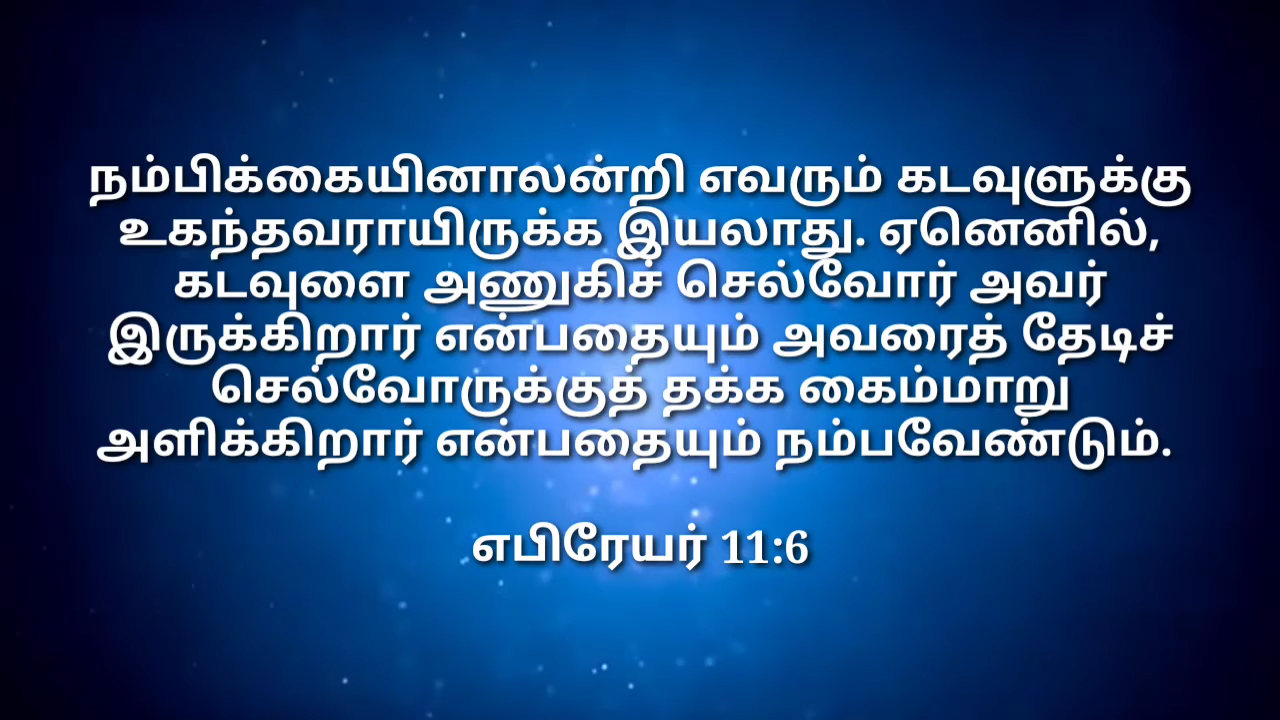 நம்பிக்கையினாலன்றி எவரும் கடவுளுக்கு
உகந்தவராயிருக்க இயலாது. ஏனெனில்,
கடவுளை அணுகிச் செல்வோர் அவர்
இருக்கிறார் என்பதையும் அவரைத் தேடிச்
செல்வோருக்குத் தக்க கைம்மாறு
அளிக்கிறார் என்பதையும் நம்பவேண்டும்.
எபிரேயர் 11:6